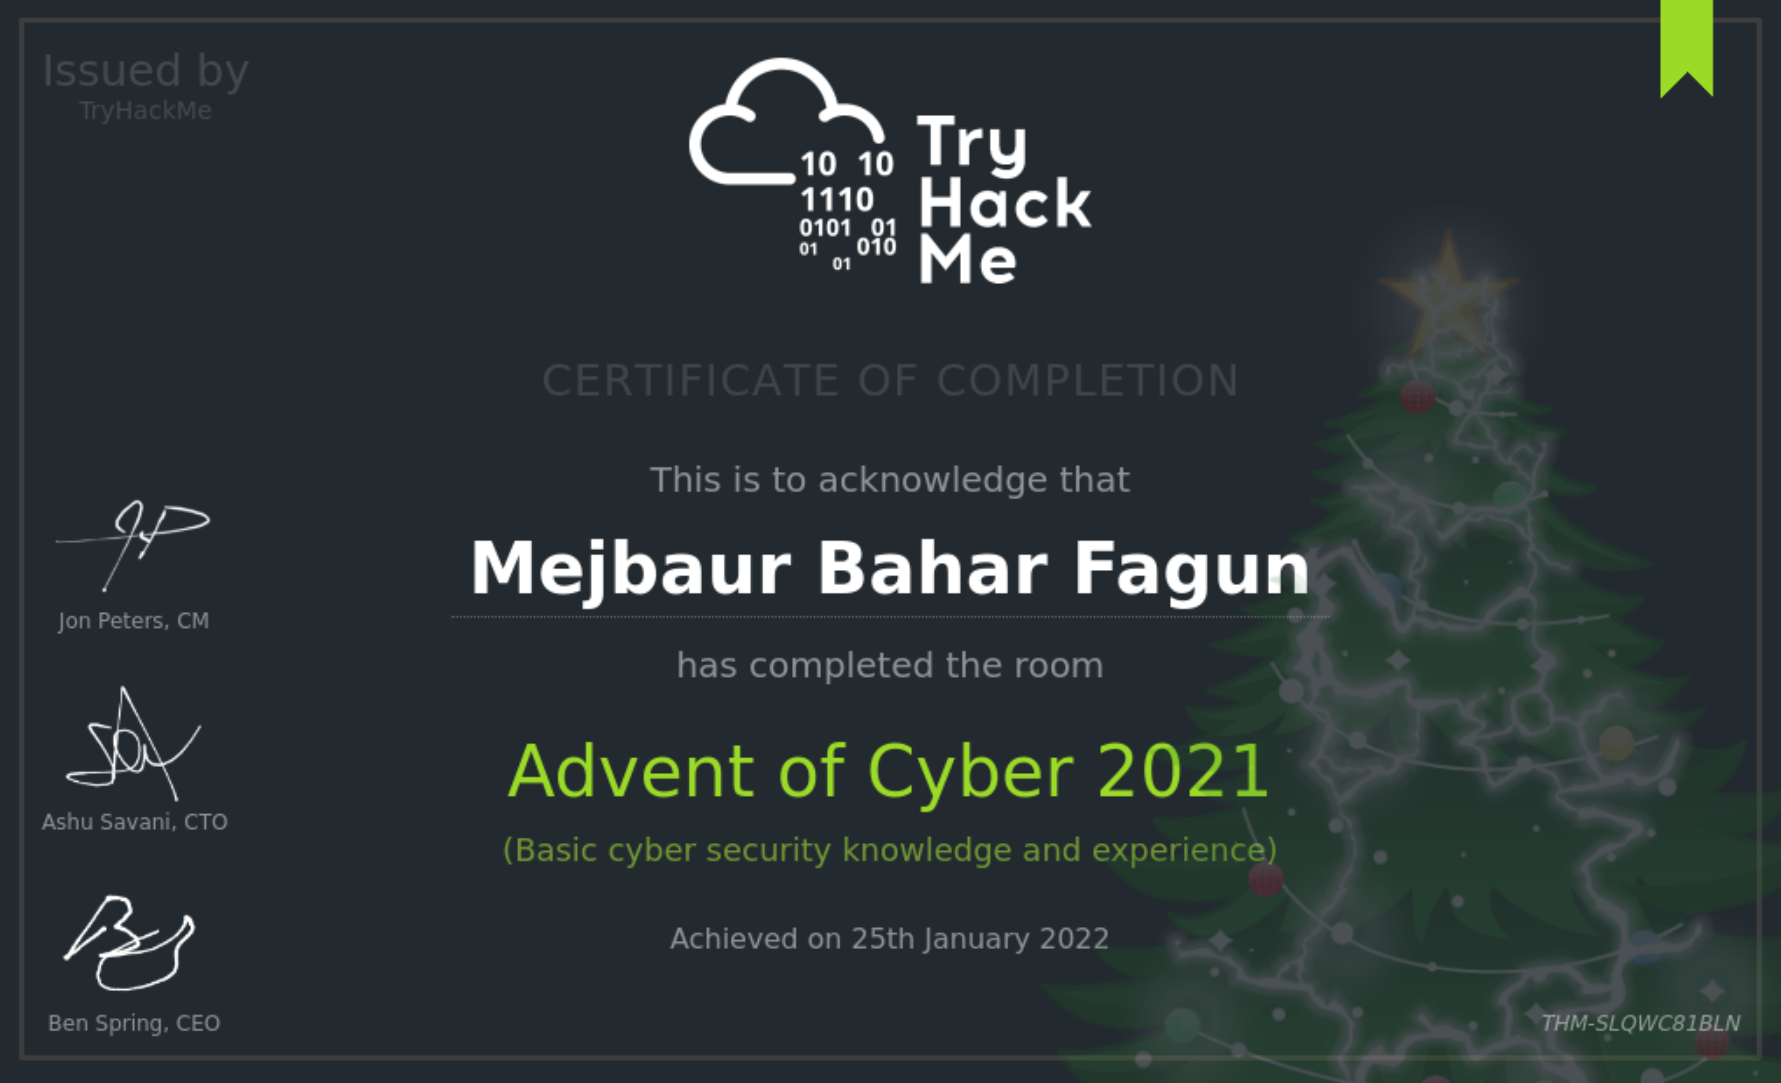 Issued by
TryHackMe
10 10
1110
0101 01
01 010
01
Try
Hack
Me
CERTIFICATE OF COMPLETION
This is to acknowledge that
Mejbaur Bahar Fagun
has completed the room
Advent of Cyber 2021
(Basic cyber security knowledge and experience)
Achieved on 25th January 2022
Jon Peters, CM
Ashu Savani, CTO
Ben Spring, CEO
THM-SLQWC81BLN